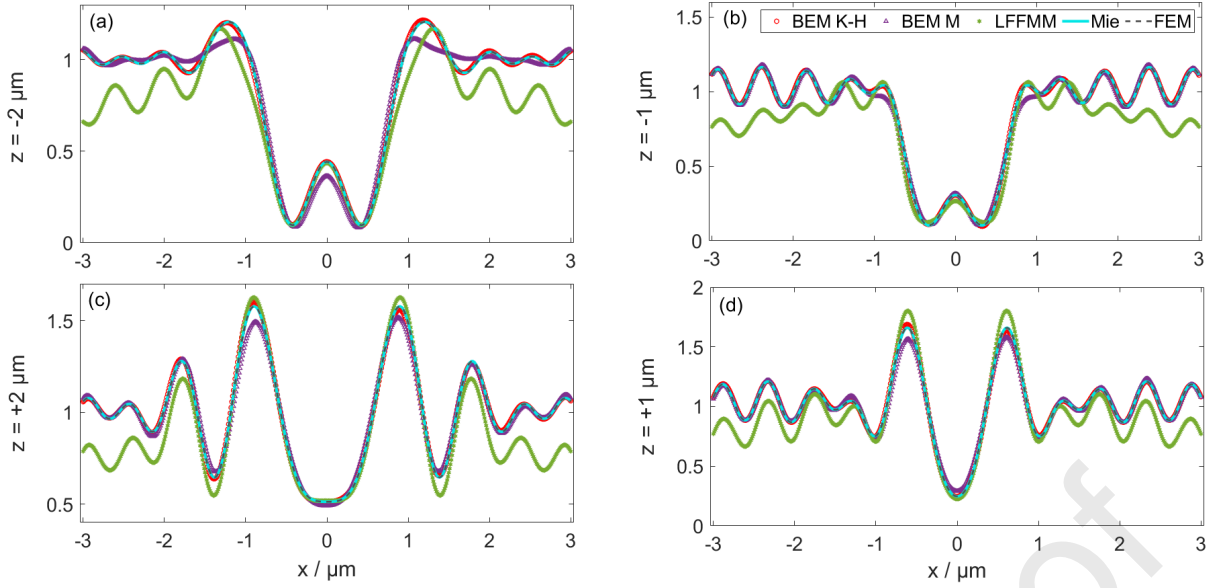 (a)
z = -2 µm
1
0.5
0
-3 -2 -1 0 1 2 3
(b)
BEM K-H BEM M LFFMM Mie FEM
z = -1 µm
1.5
1
0.5
0
-3 -2 -1 0 1 2 3
(c)
z = +2 µm
1.5
1
0.5
-3 -2 -1 0 1 2 3
x / µm
(d)
z = +1 µm
2
1.5
1
0.5
0
-3 -2 -1 0 1 2 3
x / µm
of